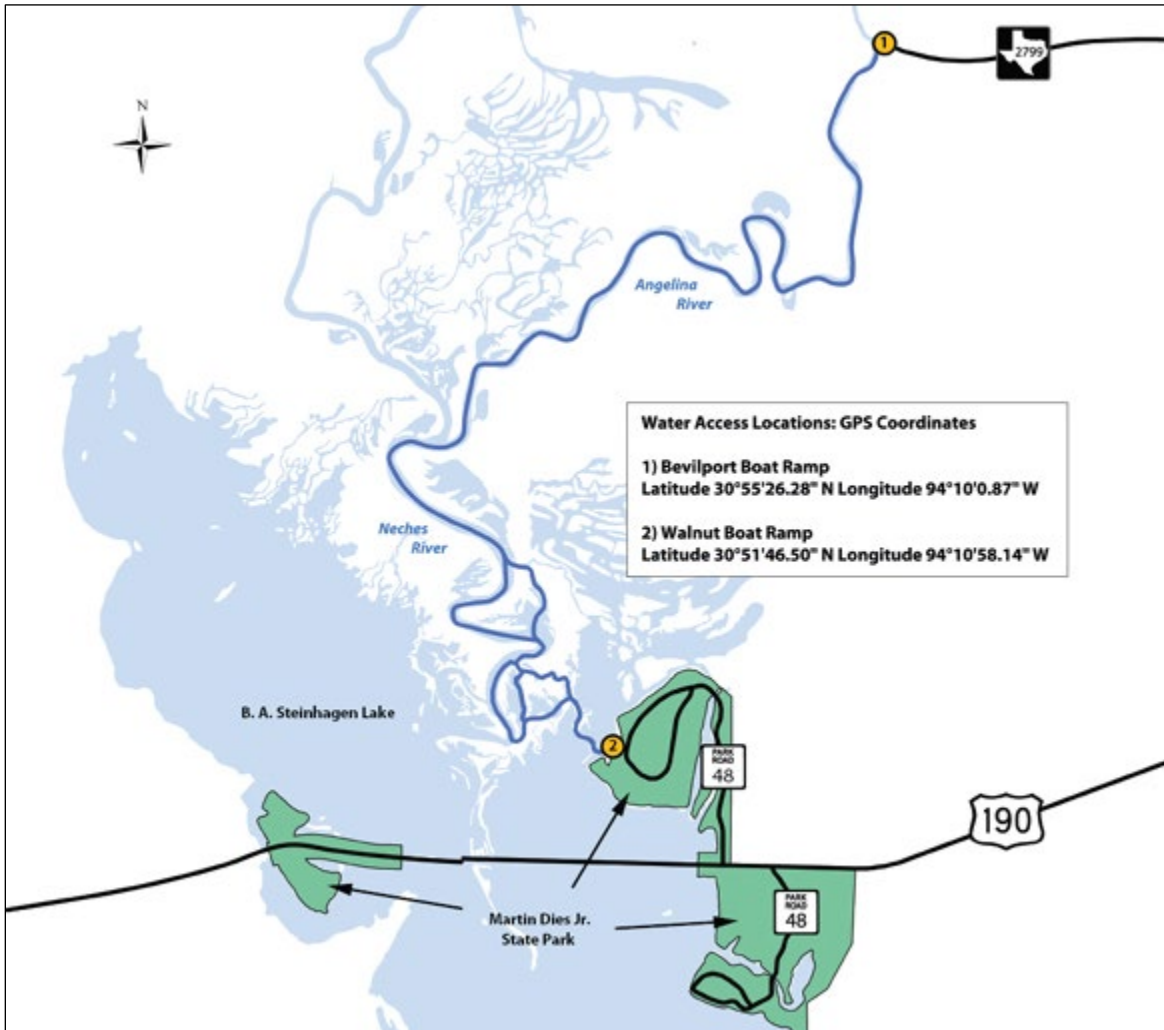 1
2799
N
Angelina
River
Water Access Locations: GPS Coordinates
1) Bevilport Boat Ramp
Latitude 30°55'26.28" N Longitude 94°10'0.87" W
2) Walnut Boat Ramp
Latitude 30°51'46.50" N Longitude 94°10'58.14" W
Neches
River
B. A. Steinhagen Lake
2
PARK
ROAD
48
190
PARK
ROAD
48
Martin Dies Jr.
State Park